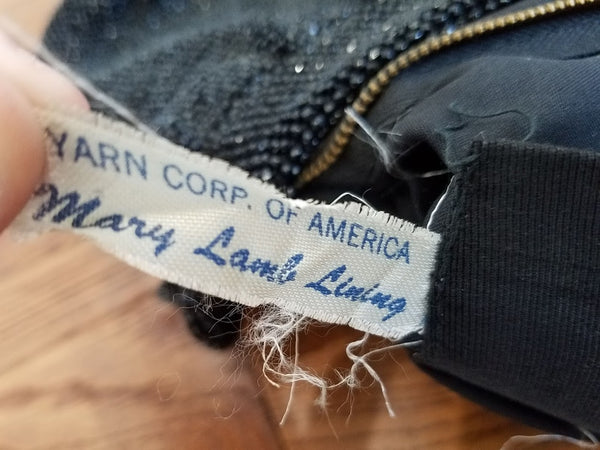 YARN CORP. OF AMERICA
Mary Lamb Lining